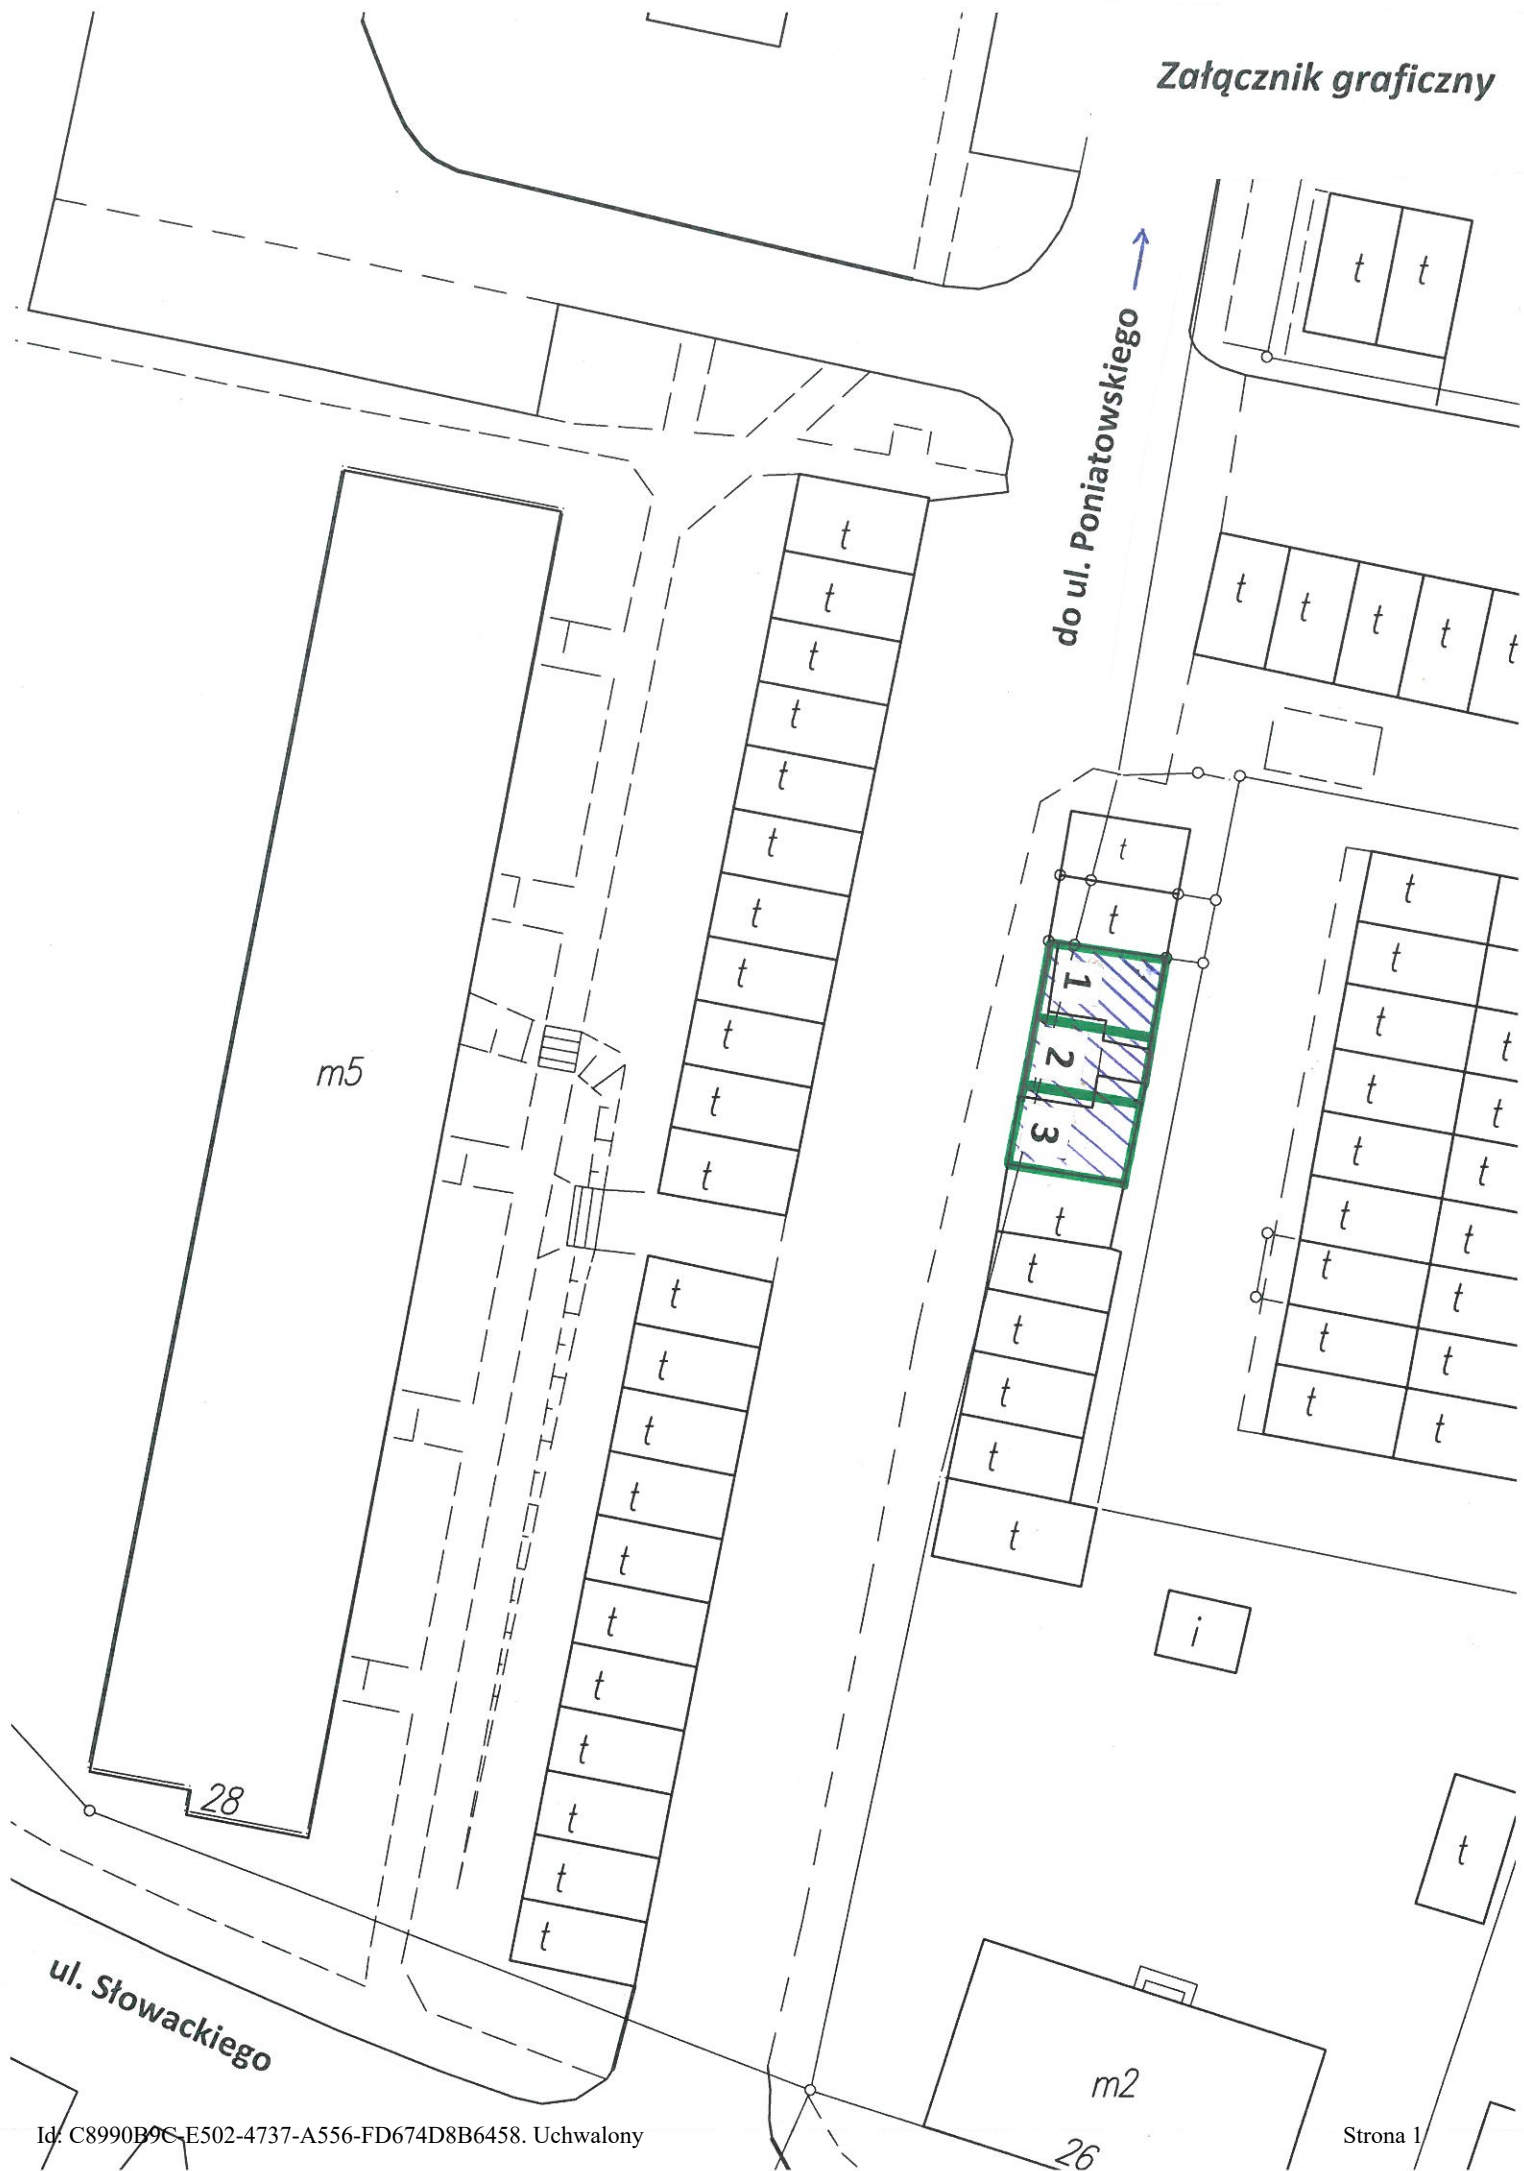 Załącznik graficzny
do ul. Poniatowskiego
t t
t t t t t
t
t
t
t
t
t
t
t
t
t
t
t
t
1
2
3
t
t
t
t
t
t
t
t
t
t t
t t
t t
t t
t t
t t
t
m5
t
t
t
t
t
t
t
t
t
t
t
i
t
28
ul. Słowackiego
m2
26
Id: C8990B9C-E502-4737-A556-FD674D8B6458. Uchwalony
Strona 1